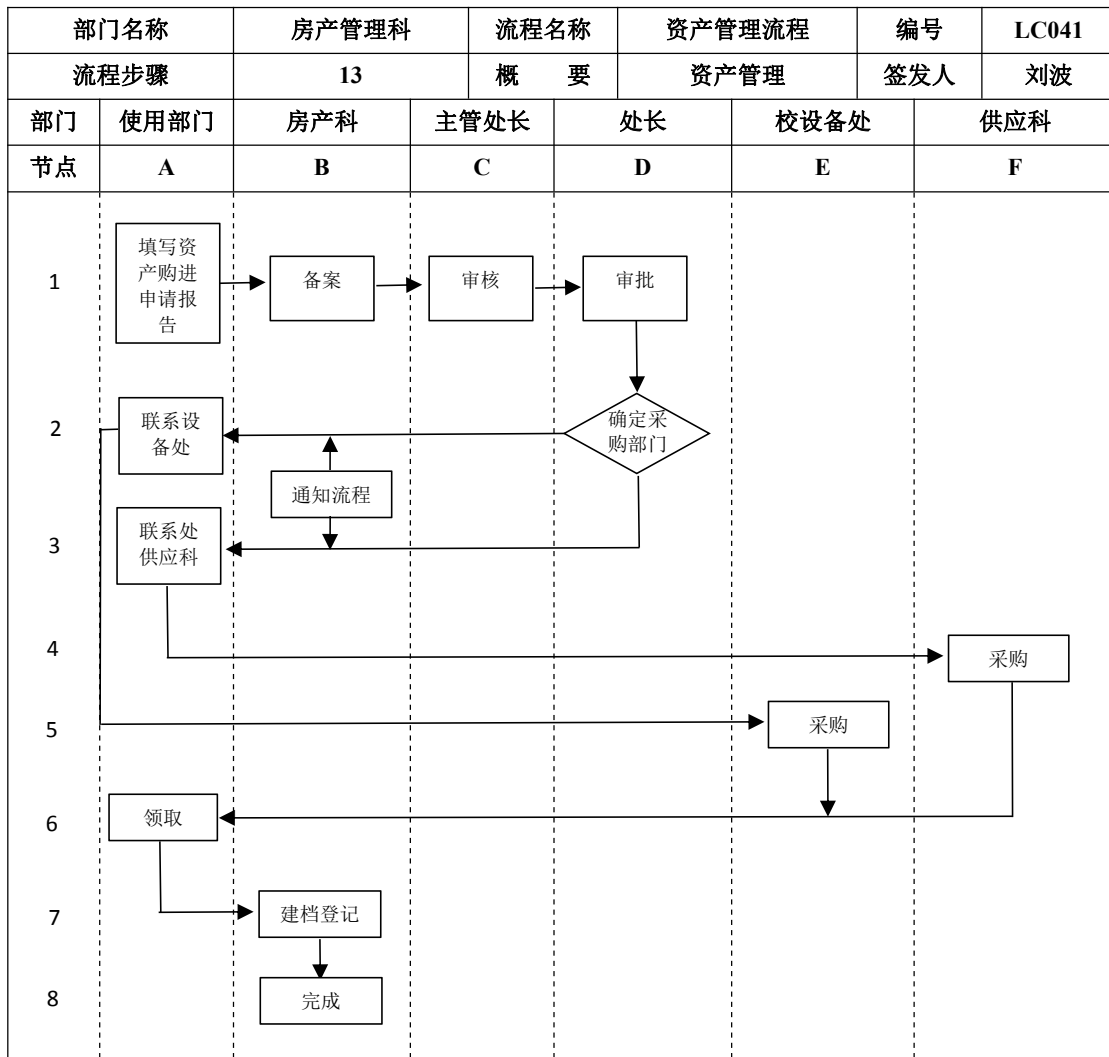 部门名称 房产管理科 流程名称 资产管理流程 编号 LC041
流程步骤 13 概 要 资产管理 签发人 刘波
部门 使用部门 房产科 主管处长 处长 校设备处 供应科
节点 A B C D E F
1
填写资
产购进
申请报
告
备案
审核
审批
2
联系设
备处
确定采
购部门
通知流程
3
联系处
供应科
4
采购
5
采购
6
领取
7
建档登记
8
完成